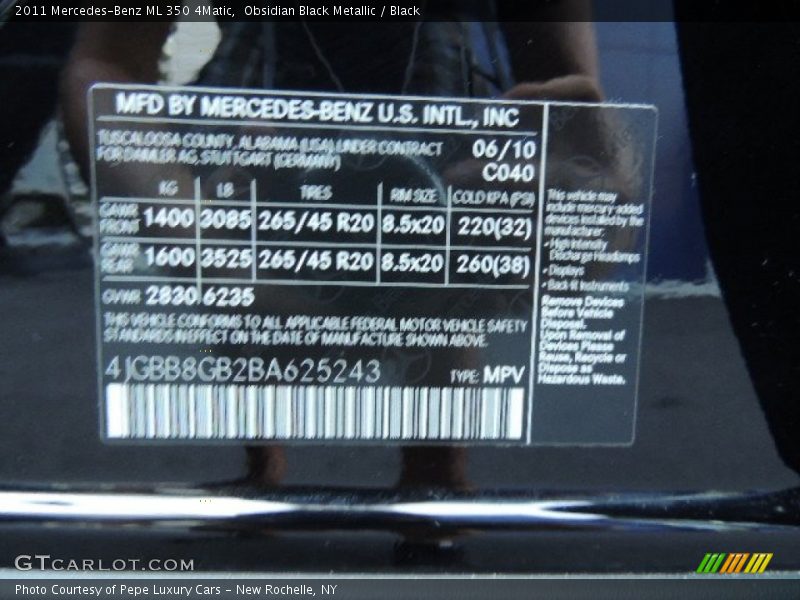 2011 Mercedes-Benz ML 350 4Matic, Obsidian Black Metallic / Black
MFD BY MERCEDES-BENZ U.S. INTL., INC
TUSCALOOSA COUNTY, ALABAMA (USA) UNDER CONTRACT
FOR DAIMLER AG, STUTTGART (GERMANY)
06/10
C040
KG LB TIRES RIM SIZE COLD KPA (PSI)
GAWR FRONT 1400 3085 265/45 R20 8.5x20 220(32)
GAWR REAR 1600 3525 265/45 R20 8.5x20 260(38)
GVWR 2830 6235
THIS VEHICLE CONFORMS TO ALL APPLICABLE FEDERAL MOTOR VEHICLE SAFETY
STANDARDS IN EFFECT ON THE DATE OF MANUFACTURE SHOWN ABOVE.
4JGBB8GB2BA625243
TYPE: MPV
This vehicle may
include mercury added
devices installed by the
manufacturer:
- High Intensity
Discharge Headlamps
- Displays
- Back-lit Instruments
Remove Devices
Before Vehicle
Disposal.
Upon Removal of
Devices Please
Reuse, Recycle or
Dispose as
Hazardous Waste.
GTCARLOT.COM
Photo Courtesy of Pepe Luxury Cars - New Rochelle, NY